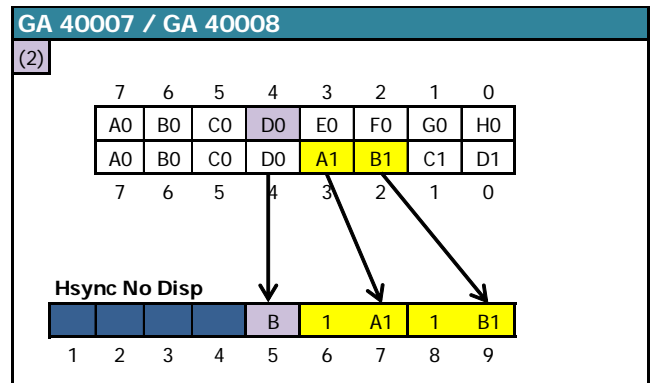 GA 40007 / GA 40008
(2)
7 6 5 4 3 2 1 0
A0 B0 C0 D0 E0 F0 G0 H0
A0 B0 C0 D0 A1 B1 C1 D1
7 6 5 4 3 2 1 0
Hsync No Disp
B 1 A1 1 B1
1 2 3 4 5 6 7 8 9